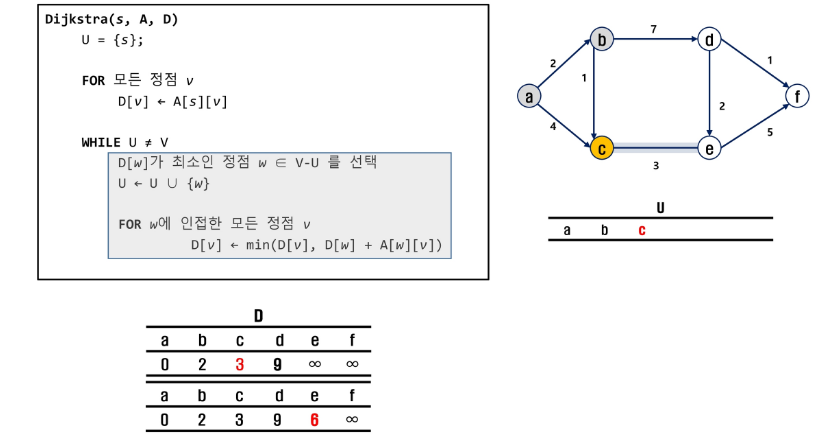 Dijkstra(s, A, D)
U = {s};
FOR 모든 정점 v
D[v] ← A[s][v]
WHILE U ≠ V
D[w]가 최소인 정점 w ∈ V-U 를 선택
U ← U ∪ {w}
FOR w에 인접한 모든 정점 v
D[v] ← min(D[v], D[w] + A[w][v])
b 7 d
2 1 1
a 2 f
4 5
c 3 e
U
a b c
D
a b c d e f
0 2 3 9 ∞ ∞
a b c d e f
0 2 3 9 6 ∞